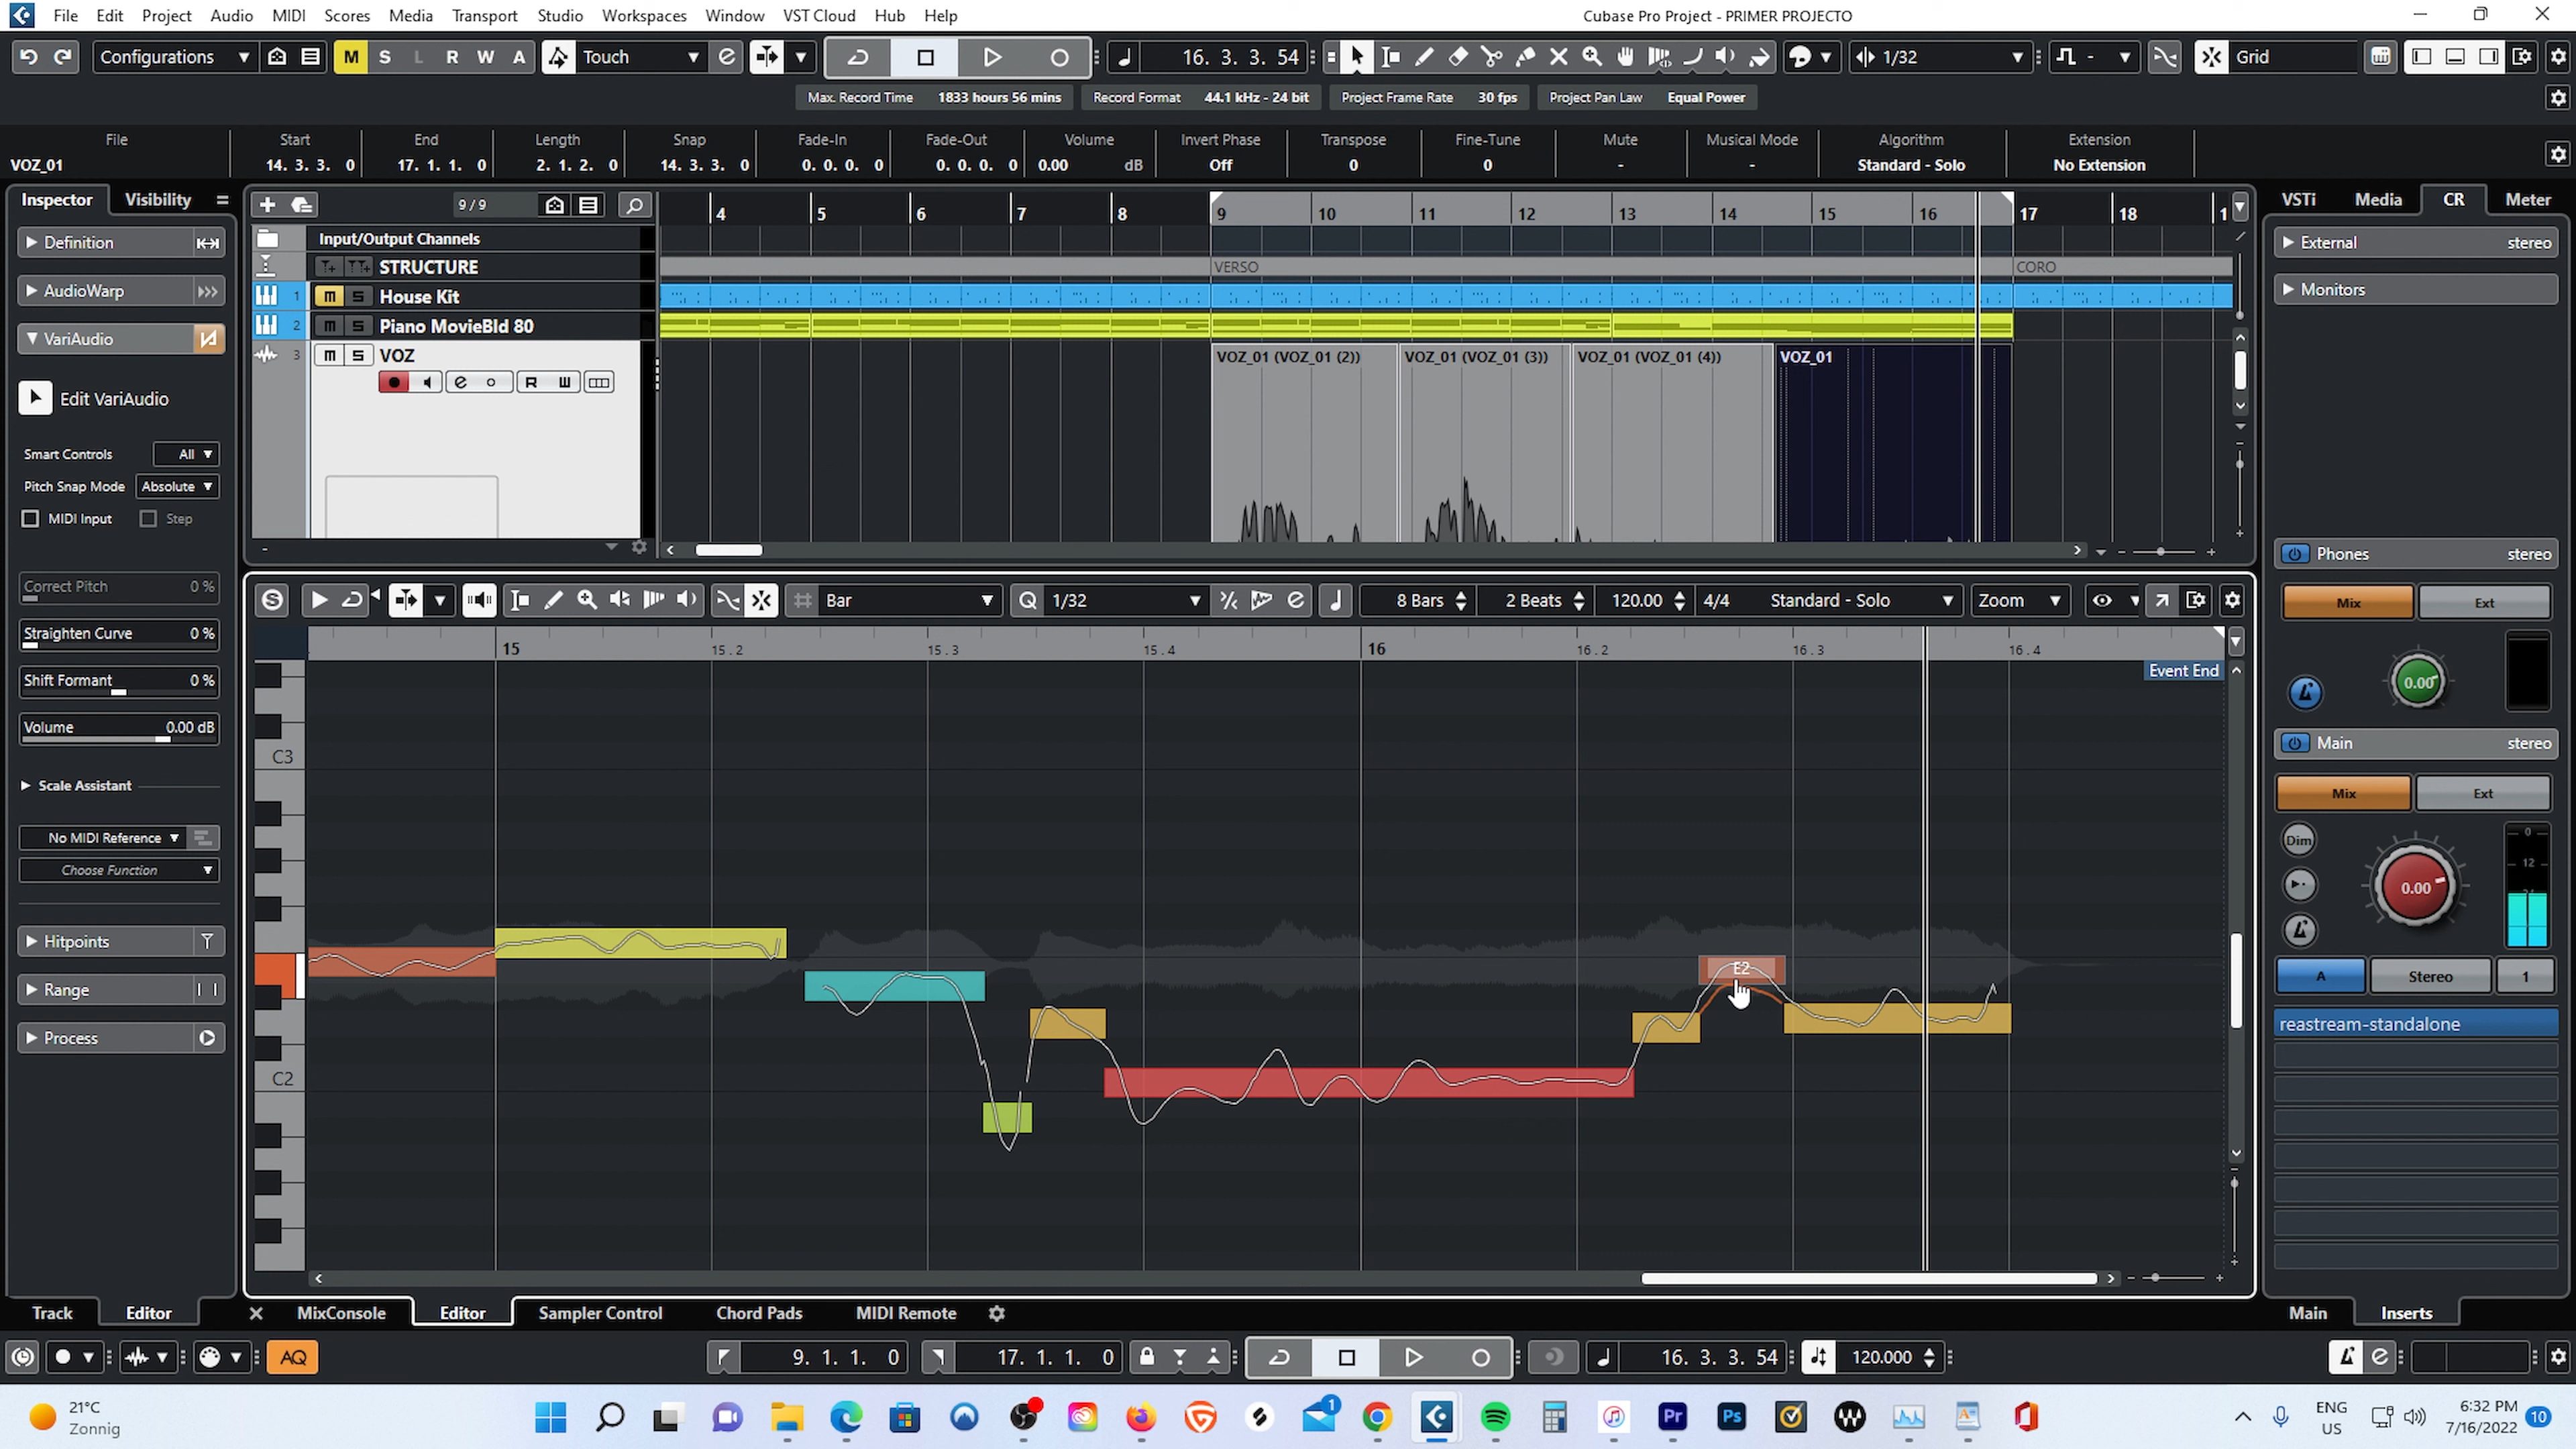 File Edit Project Audio MIDI Scores Media Transport Studio Workspaces Window VST Cloud Hub Help
Cubase Pro Project - PRIMER PROJECTO
Configurations M S L R W A Touch 16. 3. 3. 54 1/32 - Grid
Max. Record Time 1833 hours 56 mins Record Format 44.1 kHz - 24 bit Project Frame Rate 30 fps Project Pan Law Equal Power
File Start End Length Snap Fade-In Fade-Out Volume Invert Phase Transpose Fine-Tune Mute Musical Mode Algorithm Extension
VOZ_01 14. 3. 3. 0 17. 1. 1. 0 2. 1. 2. 0 14. 3. 3. 0 0. 0. 0. 0 0. 0. 0. 0 0.00 dB Off 0 0 - - Standard - Solo No Extension
Inspector Visibility
9/9
4 5 6 7 8 9 10 11 12 13 14 15 16 17 18 1
VSTi Media CR Meter
Definition
Input/Output Channels
External stereo
STRUCTURE
VERSO CORO
AudioWarp
1 m s House Kit
Monitors
2 m s Piano MovieBld 80
VariAudio
3 m s VOZ
VOZ_01 (VOZ_01 (2)) VOZ_01 (VOZ_01 (3)) VOZ_01 (VOZ_01 (4)) VOZ_01
e R W
Edit VariAudio
Smart Controls All
Pitch Snap Mode Absolute
MIDI Input Step
-
Phones stereo
Correct Pitch 0 %
S Bar Q 1/32 e 8 Bars 2 Beats 120.00 4/4 Standard - Solo Zoom
Mix Ext
Straighten Curve 0 %
15 15.2 15.3 15.4 16 16.2 16.3 16.4
Event End
Shift Formant 0 %
0.00
Volume 0.00 dB
Main stereo
C3
Scale Assistant
Mix Ext
No MIDI Reference
Dim 0
12
Choose Function
0.00
Hitpoints
E2
A Stereo 1
Range
reastream-standalone
Process
C2
Track Editor
MixConsole Editor Sampler Control Chord Pads MIDI Remote
Main Inserts
AQ 9. 1. 1. 0 17. 1. 1. 0 16. 3. 3. 54 120.000
21°C
Zonnig
1
Pr Ps
ENG
US
6:32 PM
7/16/2022
10